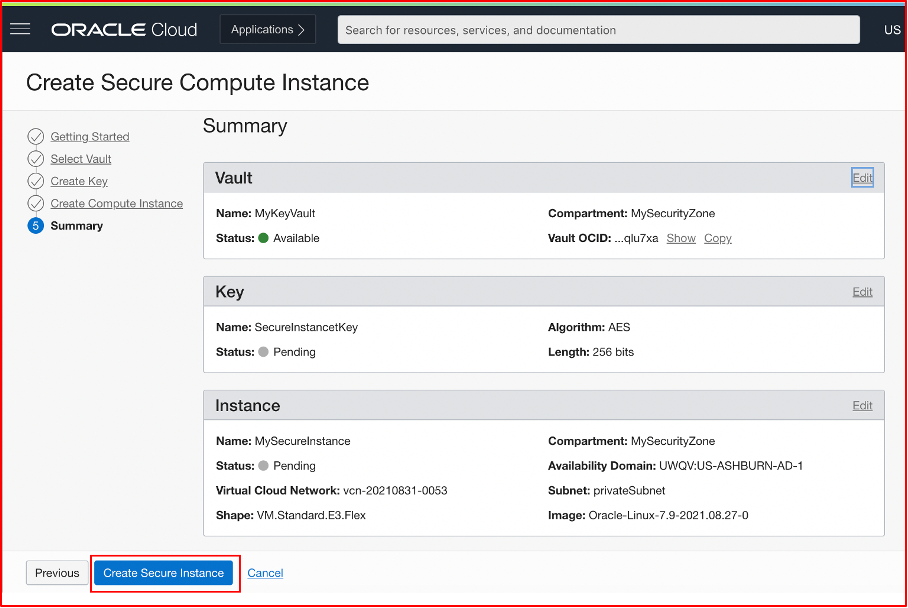 ORACLE Cloud
Applications
Search for resources, services, and documentation
US
Create Secure Compute Instance
Getting Started
Select Vault
Create Key
Create Compute Instance
5 Summary
Summary
Vault
Edit
Name: MyKeyVault
Compartment: MySecurityZone
Status: Available
Vault OCID: ...qlu7xa Show Copy
Key
Edit
Name: SecureInstancetKey
Algorithm: AES
Status: Pending
Length: 256 bits
Instance
Edit
Name: MySecureInstance
Compartment: MySecurityZone
Status: Pending
Availability Domain: UWQV:US-ASHBURN-AD-1
Virtual Cloud Network: vcn-20210831-0053
Subnet: privateSubnet
Shape: VM.Standard.E3.Flex
Image: Oracle-Linux-7.9-2021.08.27-0
Previous
Create Secure Instance
Cancel